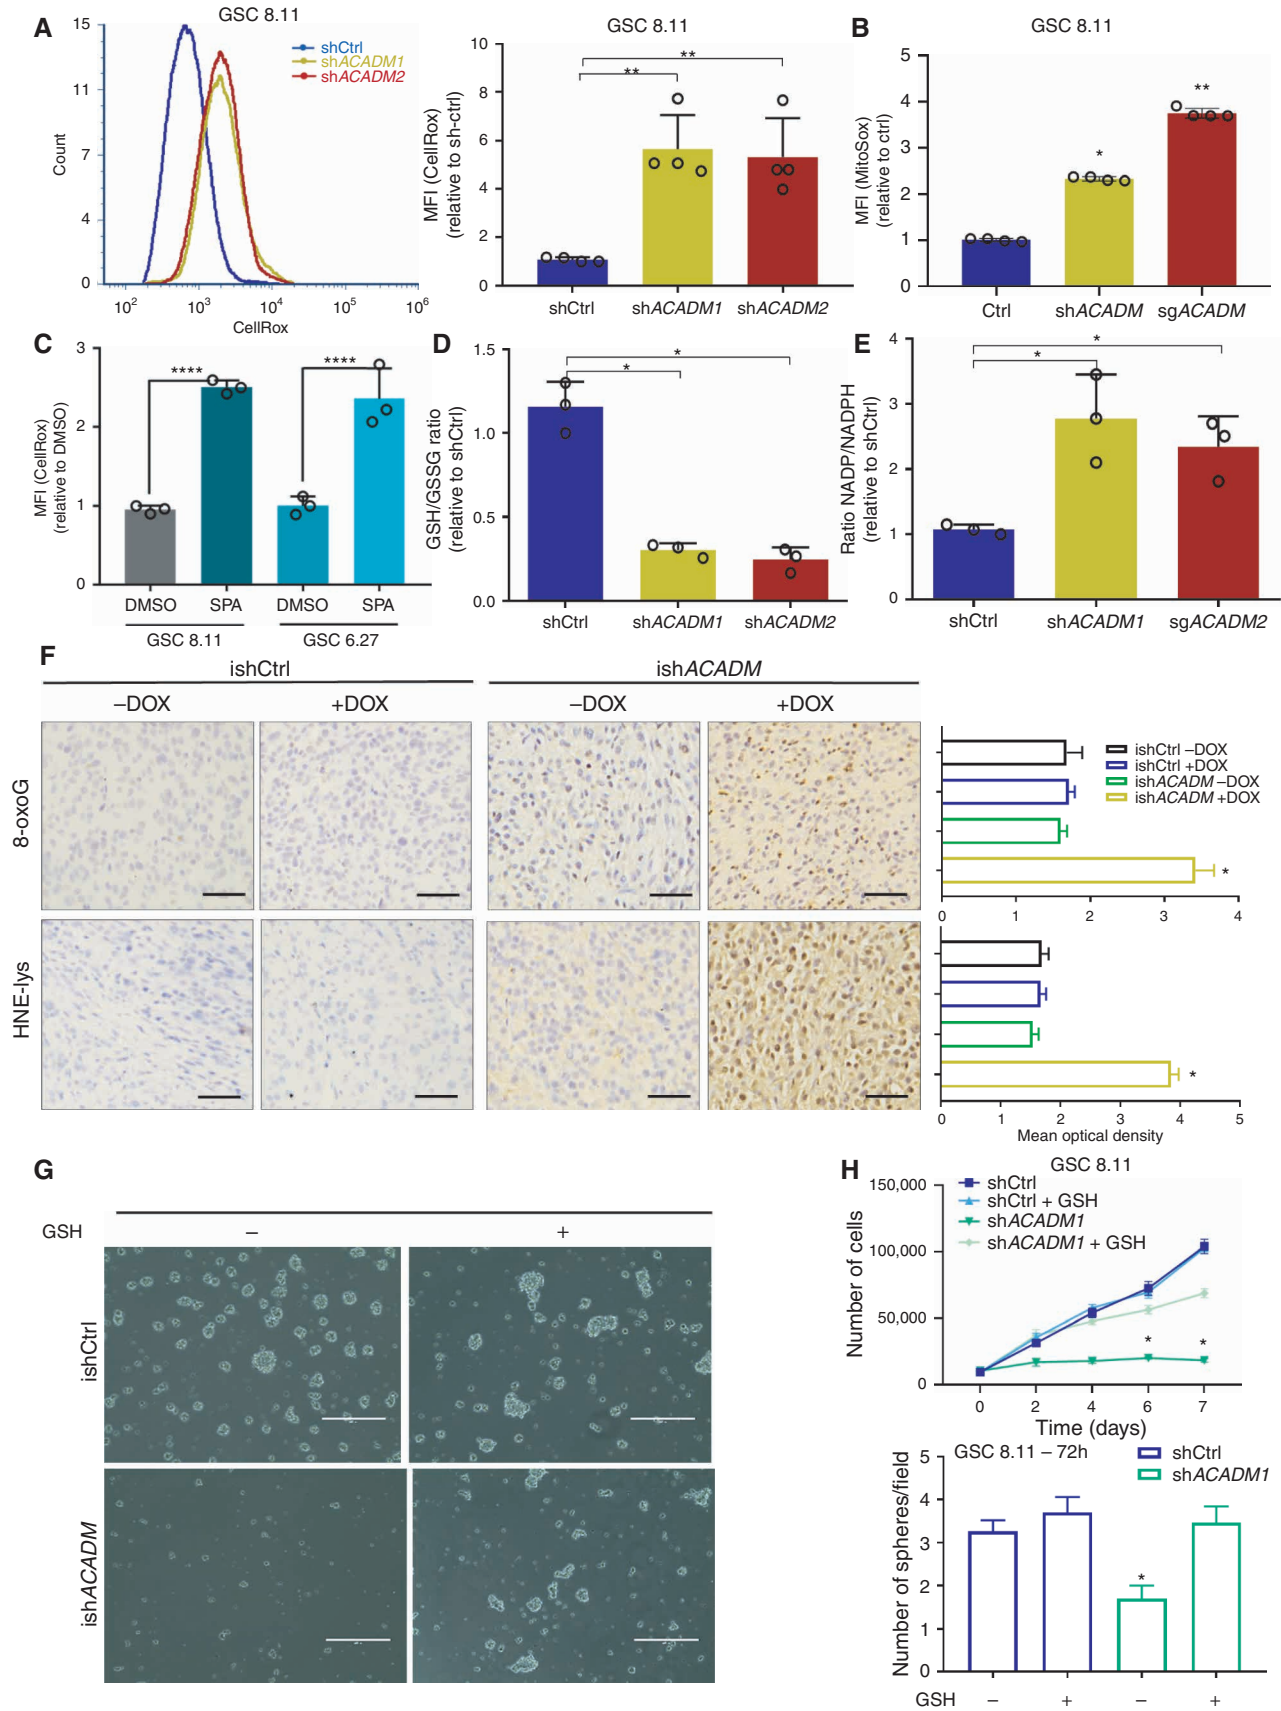 A
GSC 8.11
15
11
7
4
0
Count
10²
10³
10⁴
10⁵
10⁶
CellRox
shCtrl
shACADM1
shACADM2
GSC 8.11
10
8
6
4
2
0
MFI (CellRox)
(relative to sh-ctrl)
**
**
shCtrl
shACADM1
shACADM2
B
GSC 8.11
5
4
3
2
1
0
MFI (MitoSox)
(relative to ctrl)
*
**
Ctrl
shACADM
sgACADM
C
3
2
1
0
MFI (CellRox)
(relative to DMSO)
****
****
DMSO
SPA
DMSO
SPA
GSC 8.11
GSC 6.27
D
1.5
1.0
0.5
0.0
GSH/GSSG ratio
(relative to shCtrl)
*
*
shCtrl
shACADM1
shACADM2
E
4
3
2
1
0
Ratio NADP/NADPH
(relative to shCtrl)
*
*
shCtrl
shACADM1
sgACADM2
F
ishCtrl
ishACADM
–DOX
+DOX
–DOX
+DOX
8-oxoG
HNE-lys
ishCtrl –DOX
ishCtrl +DOX
ishACADM –DOX
ishACADM +DOX
*
0
1
2
3
4
*
0
1
2
3
4
5
Mean optical density
G
GSH
–
+
ishCtrl
ishACADM
H
GSC 8.11
150,000
100,000
50,000
0
Number of cells
shCtrl
shCtrl + GSH
shACADM1
shACADM1 + GSH
*
*
0
2
4
6
7
Time (days)
GSC 8.11 – 72h
shCtrl
shACADM1
5
4
3
2
1
0
Number of spheres/field
*
GSH
–
+
–
+